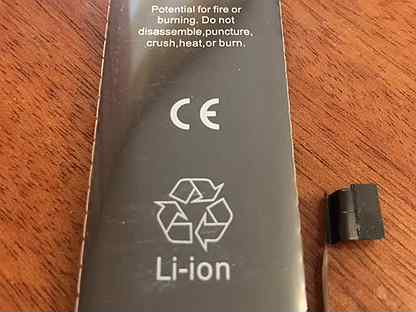 Potential for fire or
burning. Do not
disassemble,puncture,
crush,heat,or burn.
CE
Li-ion